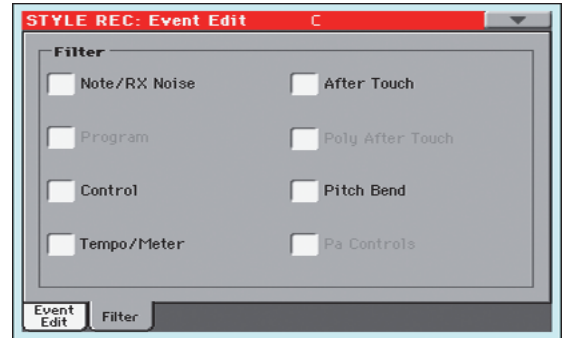 STYLE REC: Event Edit C
Filter
Note/RX Noise
After Touch
Program
Poly After Touch
Control
Pitch Bend
Tempo/Meter
Pa Controls
Event
Edit
Filter